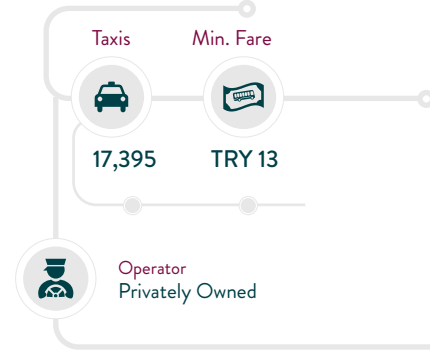 Taxis
Min. Fare
17,395
TRY 13
Operator
Privately Owned